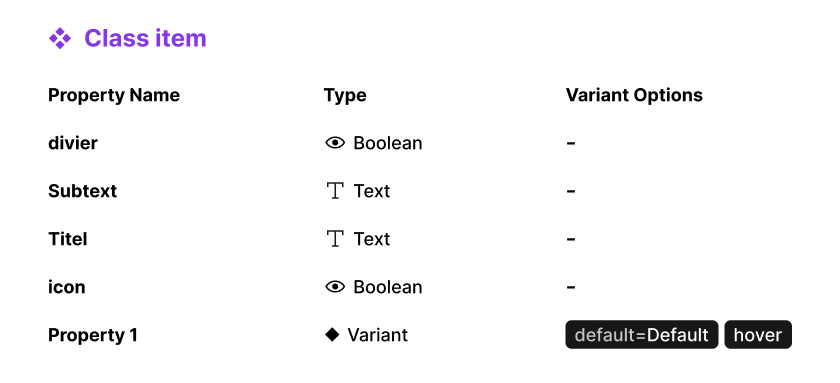 Class item
Property Name Type Variant Options
divier Boolean -
Subtext Text -
Titel Text -
icon Boolean -
Property 1 Variant default=Default hover